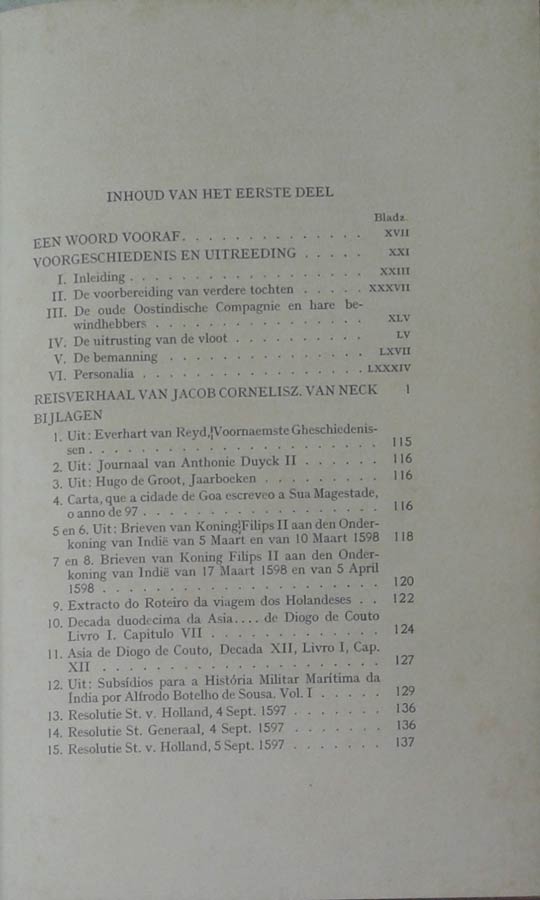 INHOUD VAN HET EERSTE DEEL
Bladz.
EEN WOORD VOORAF. . . . . . . . . . . . . . XVII
VOORGESCHIEDENIS EN UITREEDING . . . . . XXI
I. Inleiding . . . . . . . . . . . . . . . . . XXIII
II. De voorbereiding van verdere tochten . . . . . XXXVII
III. De oude Oostindische Compagnie en hare be-
windhebbers . . . . . . . . . . . . . . XLV
IV. De uitrusting van de vloot . . . . . . . . . LV
V. De bemanning . . . . . . . . . . . . . LXVII
VI. Personalia . . . . . . . . . . . . . . . . LXXXIV
REISVERHAAL VAN JACOB CORNELISZ. VAN NECK 1
BIJLAGEN
1. Uit: Everhart van Reyd, Voornaemste Gheschiedenis-
sen . . . . . . . . . . . . . . . . . . . 115
2. Uit: Journaal van Anthonie Duyck II . . . . . . 116
3. Uit: Hugo de Groot, Jaarboeken . . . . . . . . . 116
4. Carta, que a cidade de Goa escreveo a Sua Magestade,
o anno de 97 . . . . . . . . . . . . . . . . 116
5 en 6. Uit: Brieven van Koning Filips II aan den Onder-
koning van Indië van 5 Maart en van 10 Maart 1598 118
7 en 8. Brieven van Koning Filips II aan den Onder-
koning van Indië van 17 Maart 1598 en van 5 April
1598 . . . . . . . . . . . . . . . . . . . . 120
9. Extracto do Roteiro da viagem dos Holandeses . . 122
10. Decada duodecima da Asia.... de Diogo de Couto
Livro I. Capitulo VII . . . . . . . . . . . . . 124
11. Asia de Diogo de Couto, Decada XII, Livro I, Cap.
XII . . . . . . . . . . . . . . . . . . . . . 127
12. Uit: Subsídios para a História Militar Marítima da
India por Alfrodo Botelho de Sousa. Vol. I . . . . . 129
13. Resolutie St. v. Holland, 4 Sept. 1597 . . . . . . . 136
14. Resolutie St. Generaal, 4 Sept. 1597 . . . . . . . 136
15. Resolutie St. v. Holland, 5 Sept. 1597 . . . . . . . 137